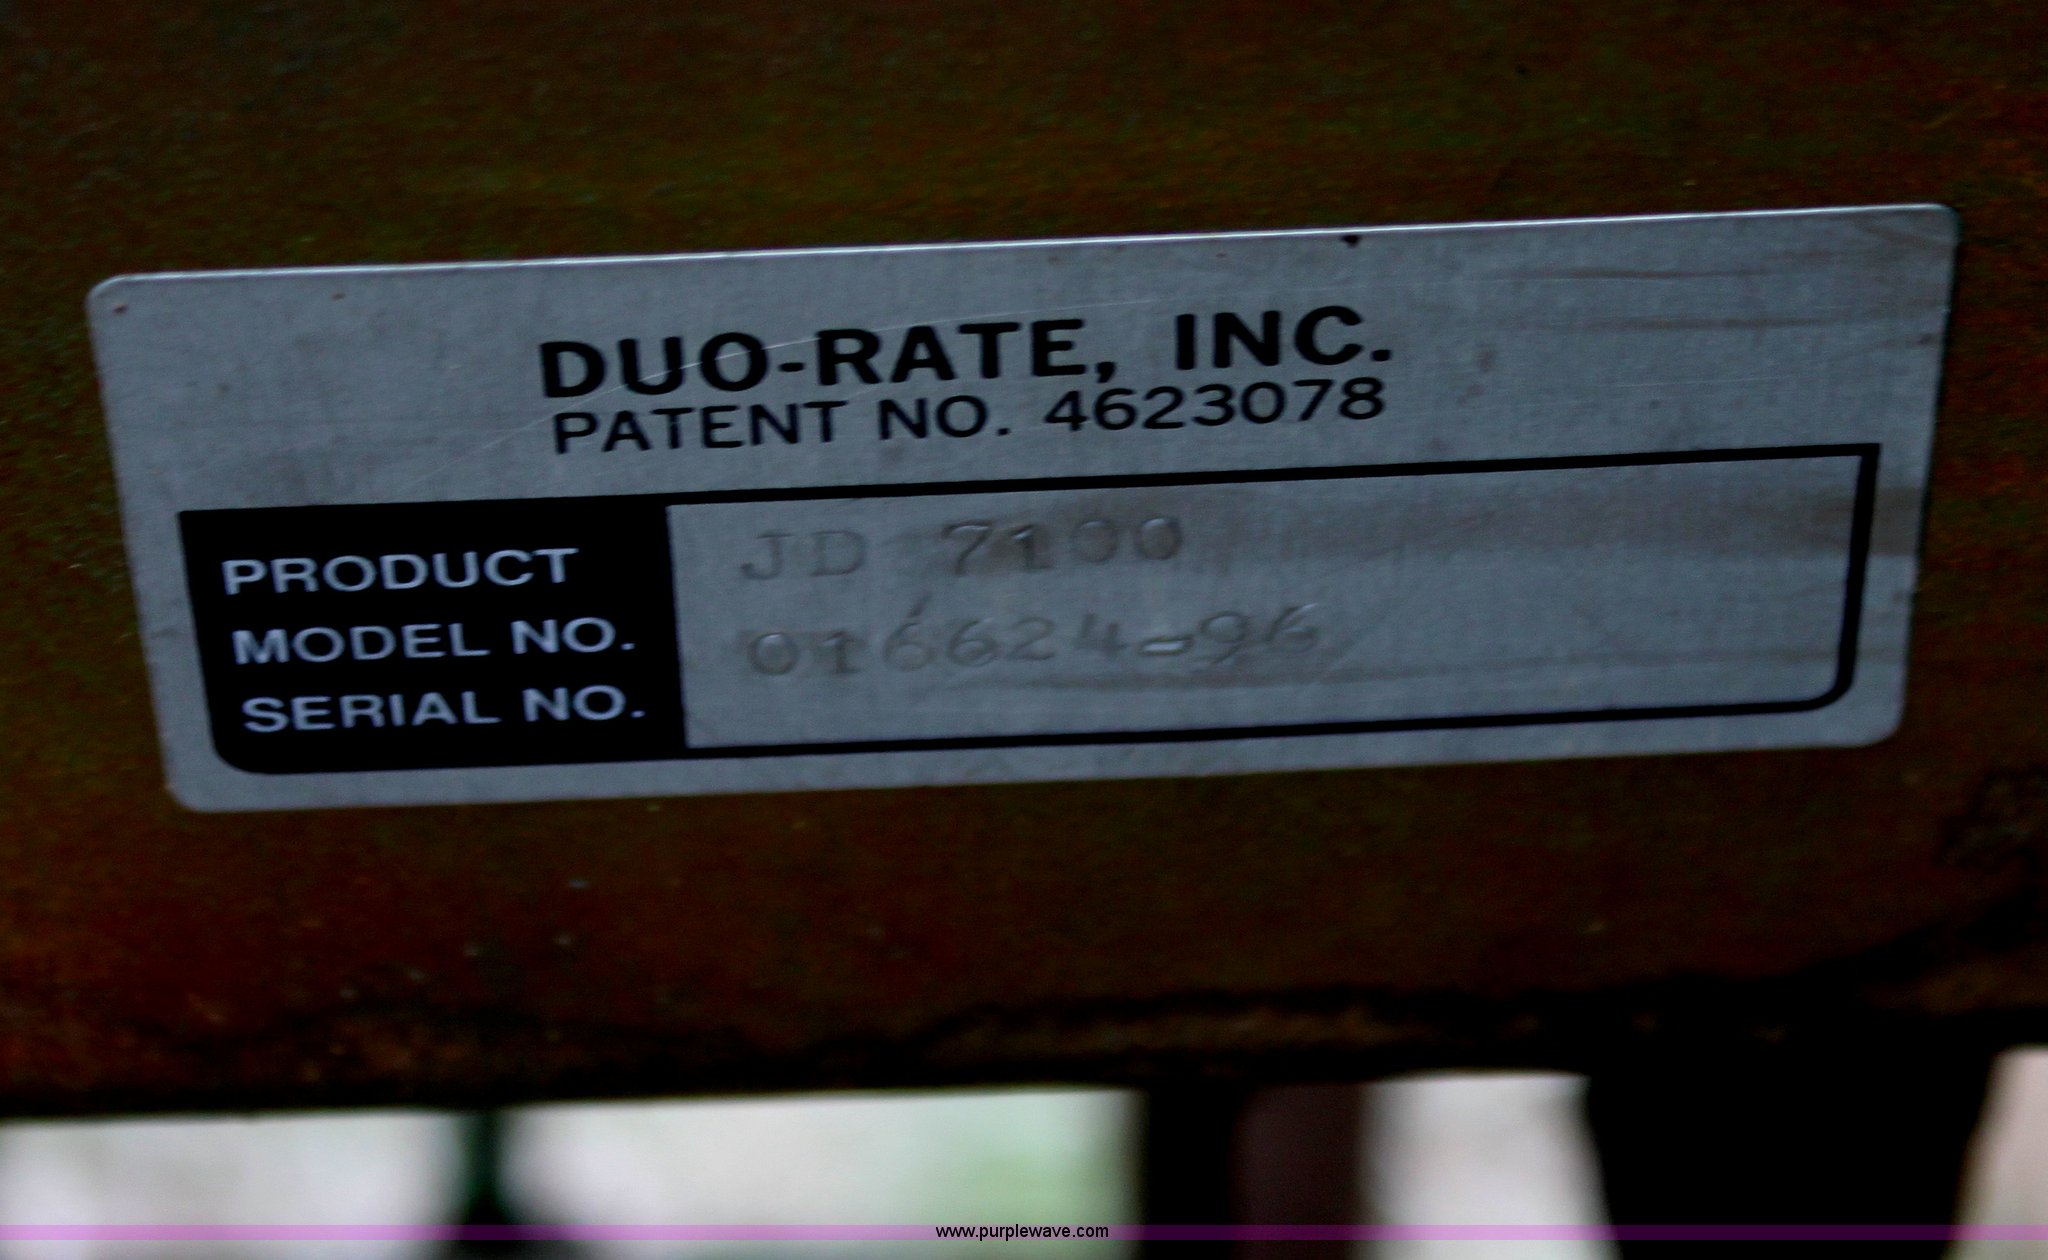 DUO-RATE, INC.
PATENT NO. 4623078
PRODUCT JD 7100
MODEL NO. 016624-96
SERIAL NO.
www.purplewave.com